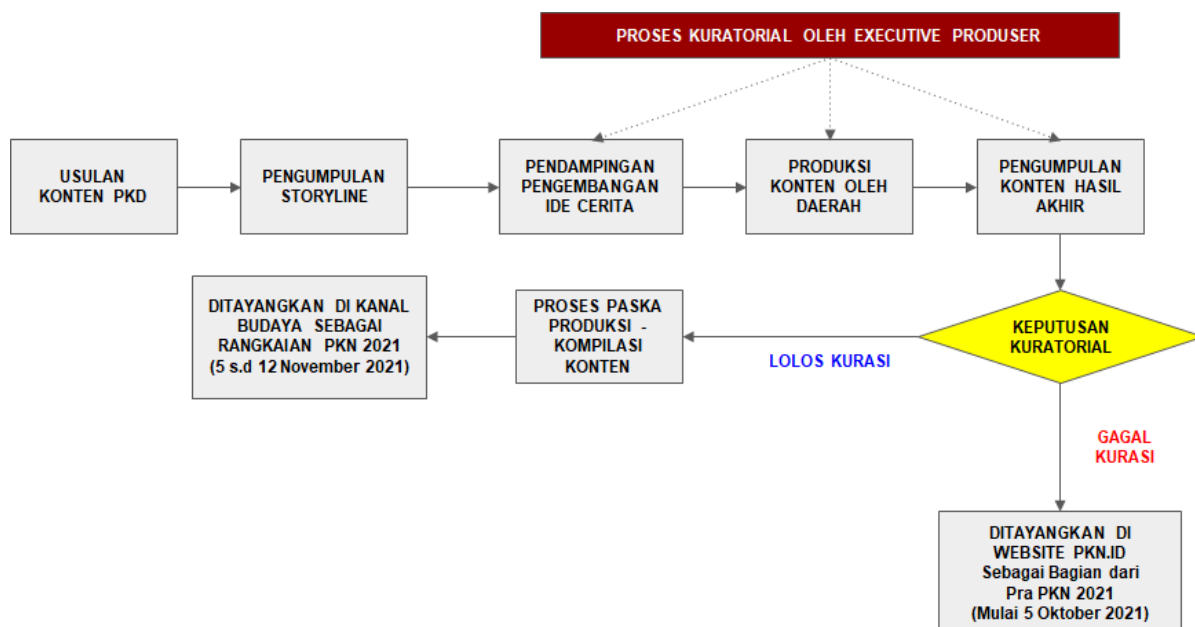 PROSES KURATORIAL OLEH EXECUTIVE PRODUSER
USULAN
KONTEN PKD
PENGUMPULAN
STORYLINE
PENDAMPINGAN
PENGEMBANGAN
IDE CERITA
PRODUKSI
KONTEN OLEH
DAERAH
PENGUMPULAN
KONTEN HASIL
AKHIR
DITAYANGKAN DI KANAL
BUDAYA SEBAGAI
RANGKAIAN PKN 2021
(5 s.d 12 November 2021)
PROSES PASKA
PRODUKSI -
KOMPILASI
KONTEN
LOLOS KURASI
KEPUTUSAN
KURATORIAL
GAGAL
KURASI
DITAYANGKAN DI
WEBSITE PKN.ID
Sebagai Bagian dari
Pra PKN 2021
(Mulai 5 Oktober 2021)